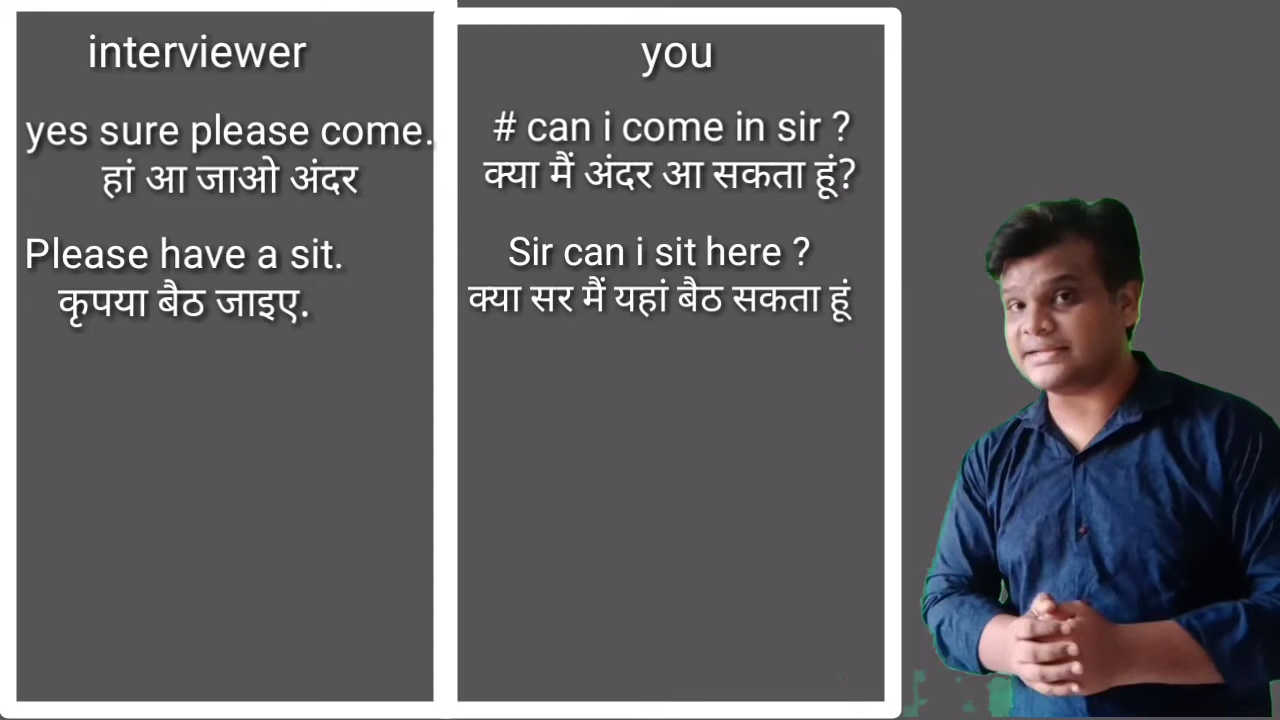 interviewer
yes sure please come.
हां आ जाओ अंदर
Please have a sit.
कृपया बैठ जाइए.
you
# can i come in sir ?
क्या मैं अंदर आ सकता हूं?
Sir can i sit here ?
क्या सर मैं यहां बैठ सकता हूं